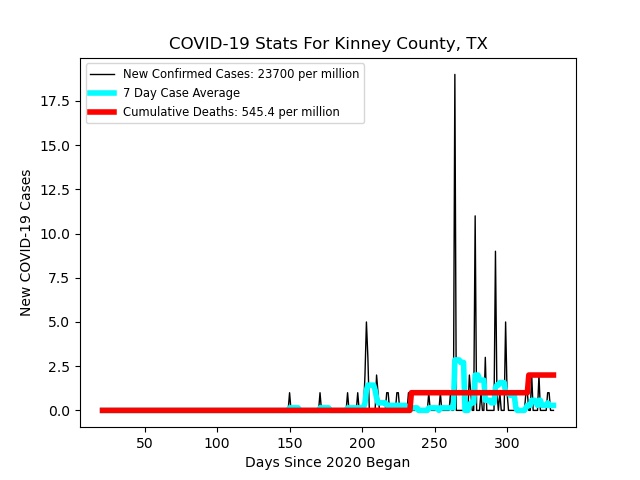 COVID-19 Stats For Kinney County, TX
New Confirmed Cases: 23700 per million
7 Day Case Average
Cumulative Deaths: 545.4 per million
New COVID-19 Cases
17.5
15.0
12.5
10.0
7.5
5.0
2.5
0.0
50 100 150 200 250 300
Days Since 2020 Began